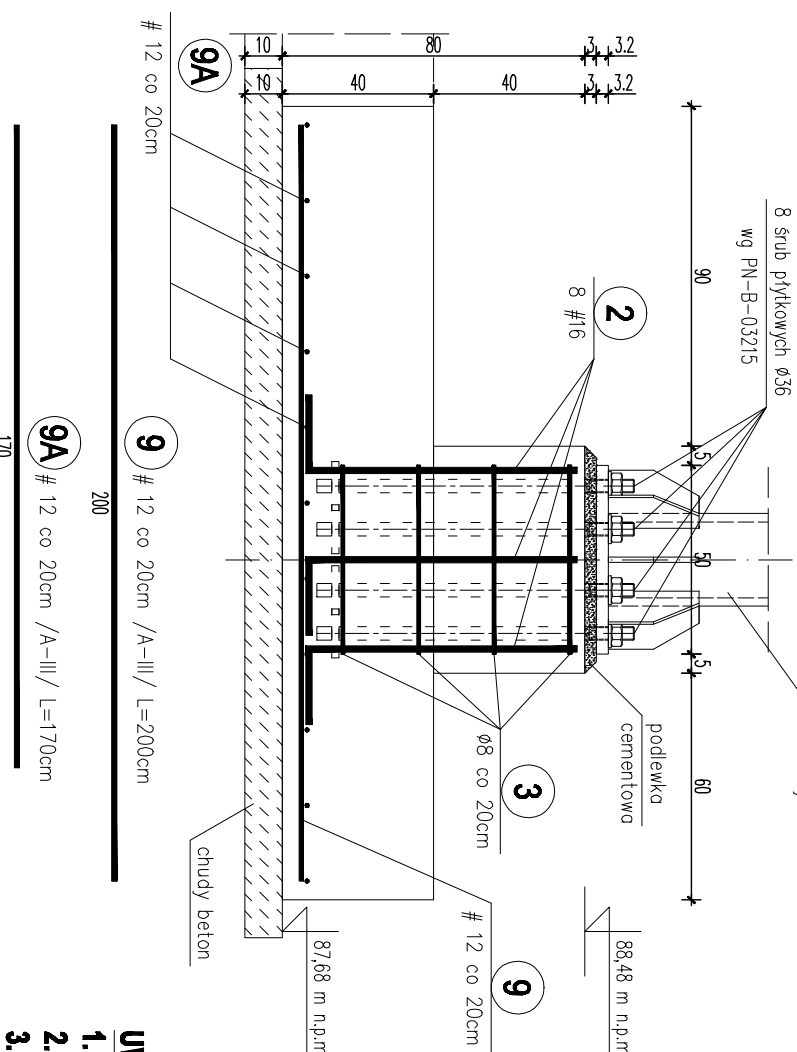 8 śrub płytkowych ø36
wg PN-B-03215
10
80
3
3.2
10
40
40
3
3.2
90
5
50
5
60
2
8 #16
# 12 co 20cm
9A
podlewka
cementowa
3
ø8 co 20cm
9
# 12 co 20cm
88,48 m n.p.m
87,68 m n.p.m
chudy beton
9
# 12 co 20cm /A-III/ L=200cm
200
9A
# 12 co 20cm /A-III/ L=170cm
170
1.
2.
3.